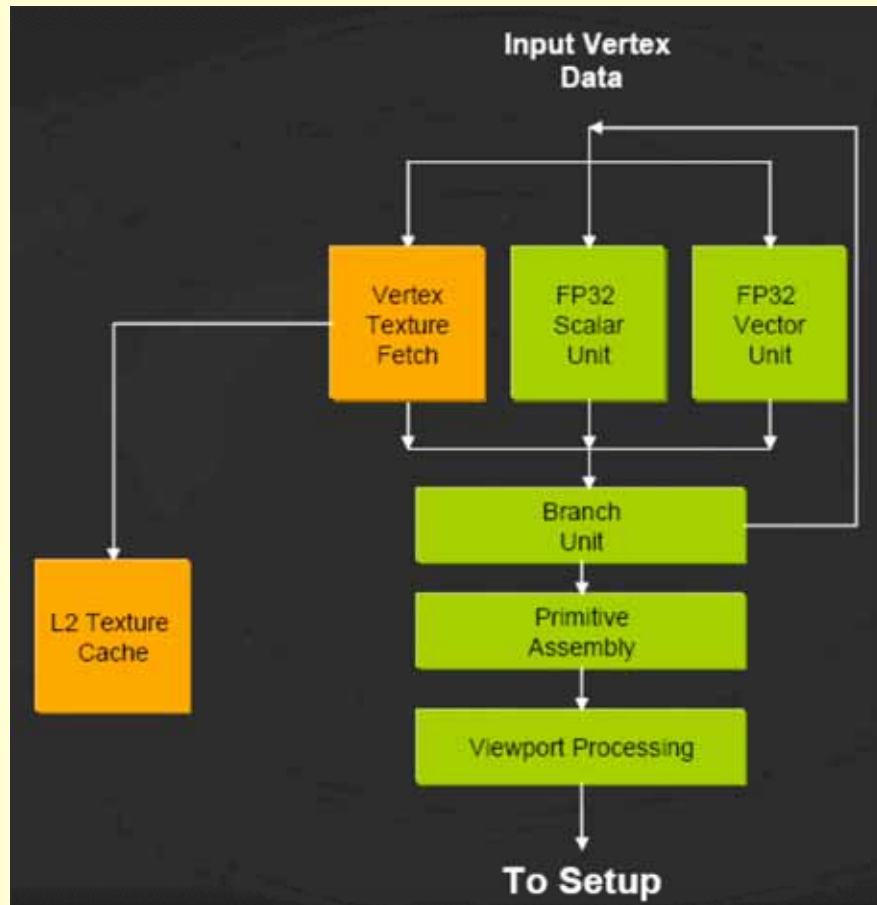 Input Vertex
Data
Vertex
Texture
Fetch
FP32
Scalar
Unit
FP32
Vector
Unit
Branch
Unit
L2 Texture
Cache
Primitive
Assembly
Viewport Processing
To Setup